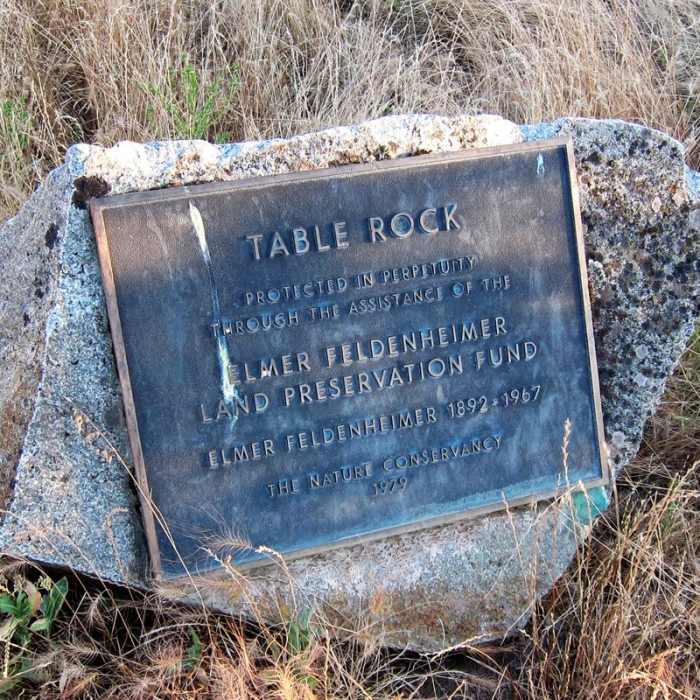 TABLE ROCK
PROTECTED IN PERPETUITY
THROUGH THE ASSISTANCE OF THE
ELMER FELDENHEIMER
LAND PRESERVATION FUND
ELMER FELDENHEIMER 1892-1967
THE NATURE CONSERVANCY
1979